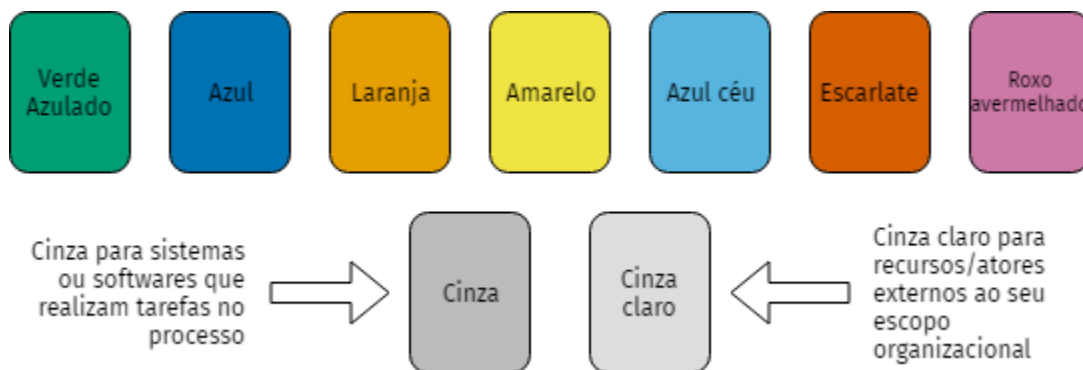 Verde
Azulado
Azul
Laranja
Amarelo
Azul céu
Escarlate
Roxo
avermelhado
Cinza para sistemas
ou softwares que
realizam tarefas no
processo
Cinza
Cinza
claro
Cinza claro para
recursos/atores
externos ao seu
escopo
organizacional